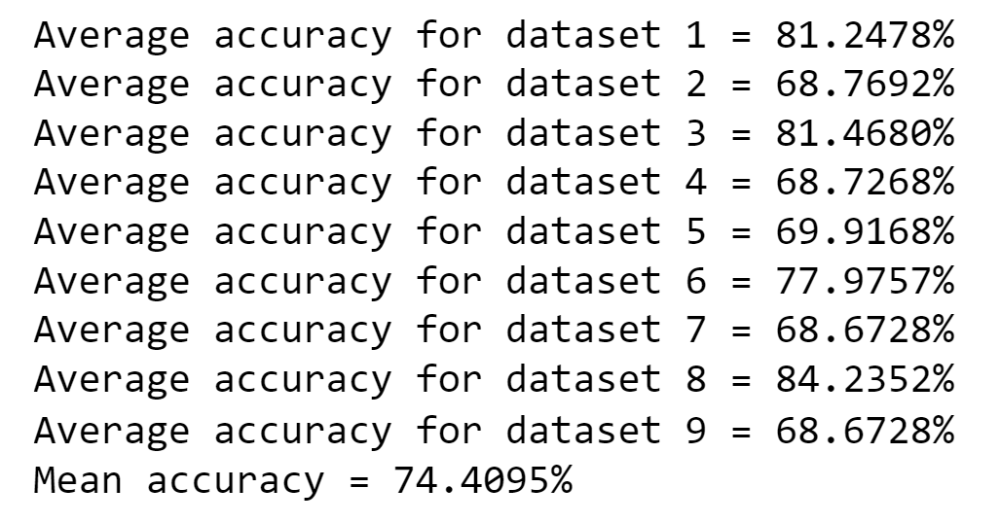 Average accuracy for dataset 1 = 81.2478%
Average accuracy for dataset 2 = 68.7692%
Average accuracy for dataset 3 = 81.4680%
Average accuracy for dataset 4 = 68.7268%
Average accuracy for dataset 5 = 69.9168%
Average accuracy for dataset 6 = 77.9757%
Average accuracy for dataset 7 = 68.6728%
Average accuracy for dataset 8 = 84.2352%
Average accuracy for dataset 9 = 68.6728%
Mean accuracy = 74.4095%